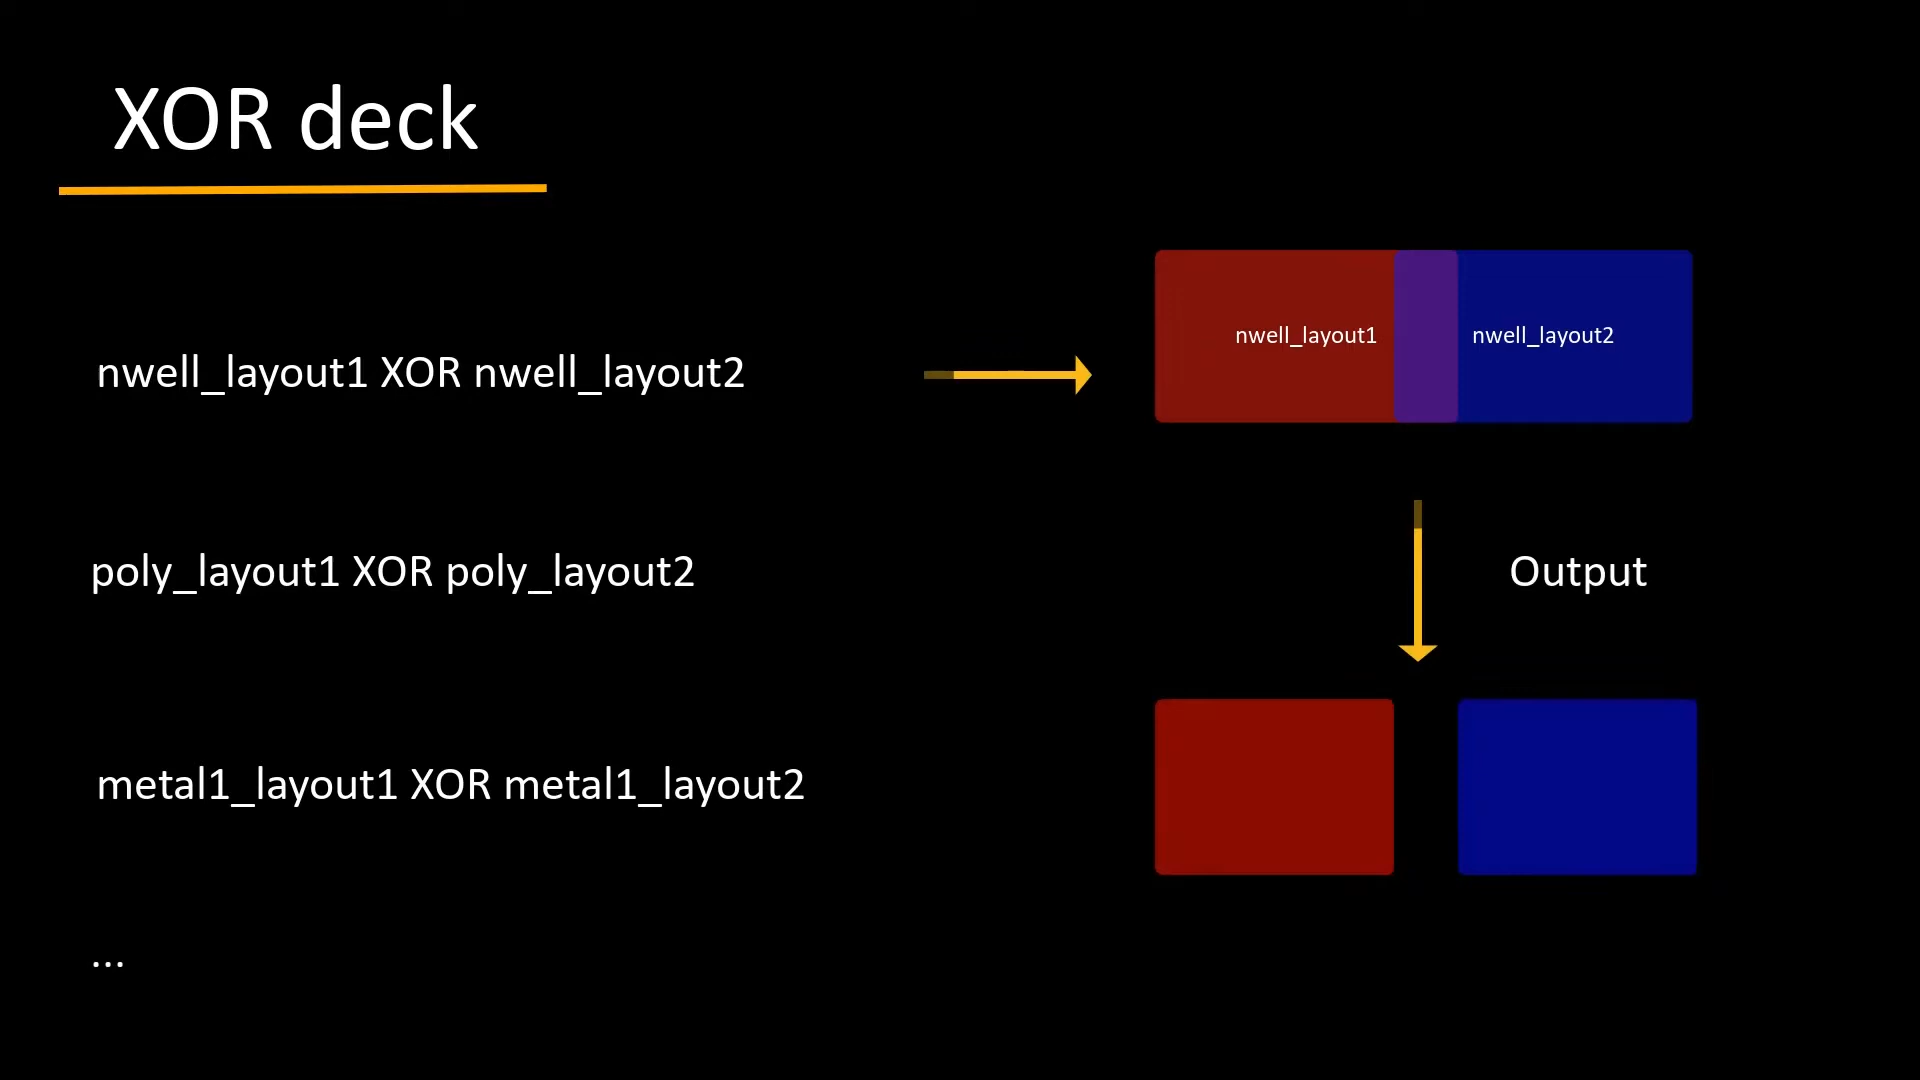 XOR deck
nwell_layout1 XOR nwell_layout2
nwell_layout1
nwell_layout2
poly_layout1 XOR poly_layout2
Output
metal1_layout1 XOR metal1_layout2
...